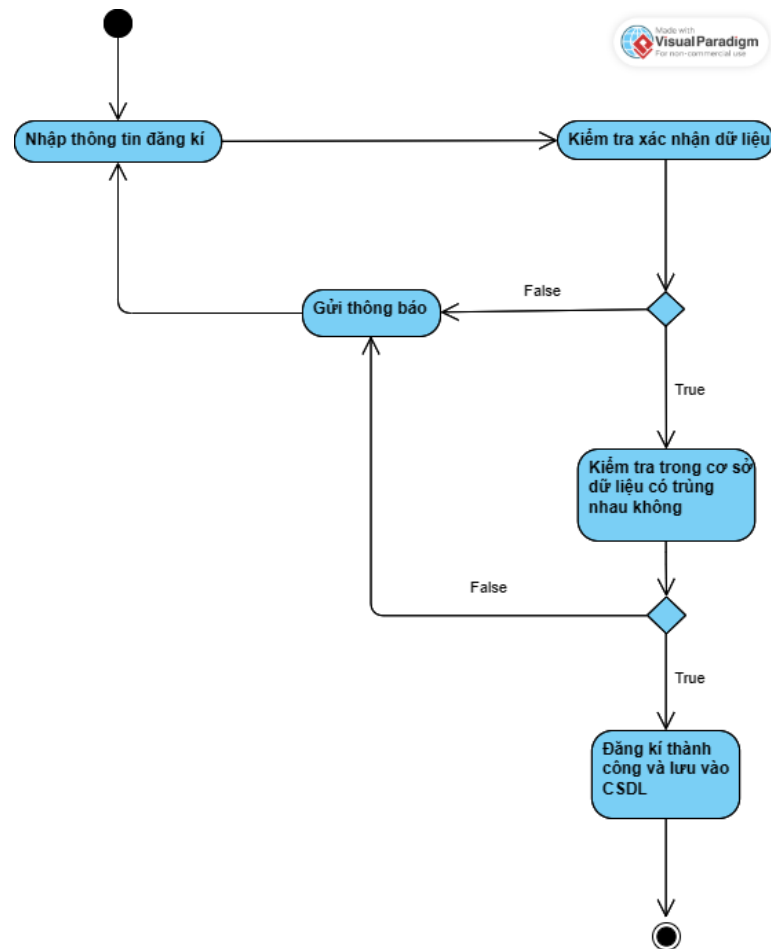 Made with
Visual Paradigm
For non-commercial use
Nhập thông tin đăng kí
Kiểm tra xác nhận dữ liệu
False
Gửi thông báo
True
Kiểm tra trong cơ sở
dữ liệu có trùng
nhau không
False
True
Đăng kí thành
công và lưu vào
CSDL